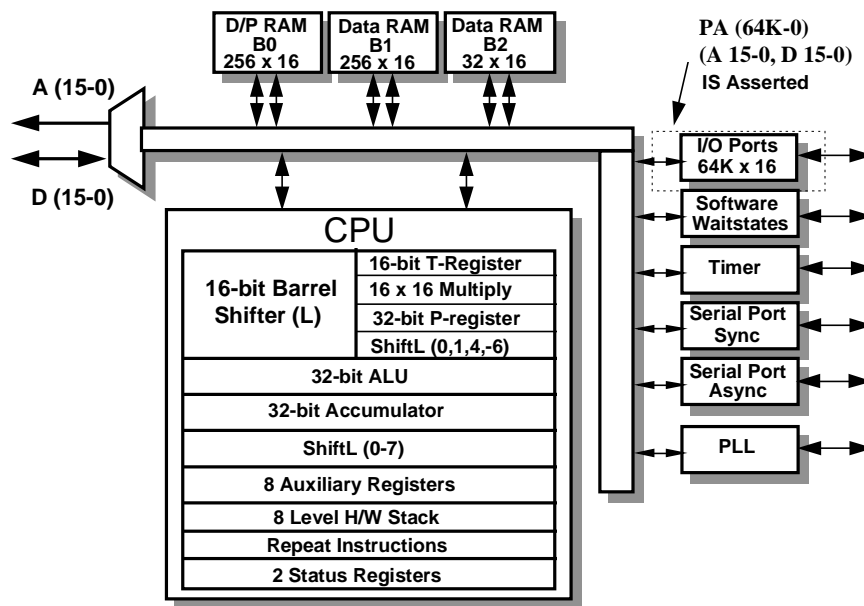 D/P RAM
B0
256 x 16
Data RAM
B1
256 x 16
Data RAM
B2
32 x 16
PA (64K-0)
(A 15-0, D 15-0)
IS Asserted
A (15-0)
D (15-0)
I/O Ports
64K x 16
Software
Waitstates
Timer
Serial Port
Sync
Serial Port
Async
PLL
CPU
16-bit Barrel
Shifter (L)
16-bit T-Register
16 x 16 Multiply
32-bit P-register
ShiftL (0,1,4,-6)
32-bit ALU
32-bit Accumulator
ShiftL (0-7)
8 Auxiliary Registers
8 Level H/W Stack
Repeat Instructions
2 Status Registers